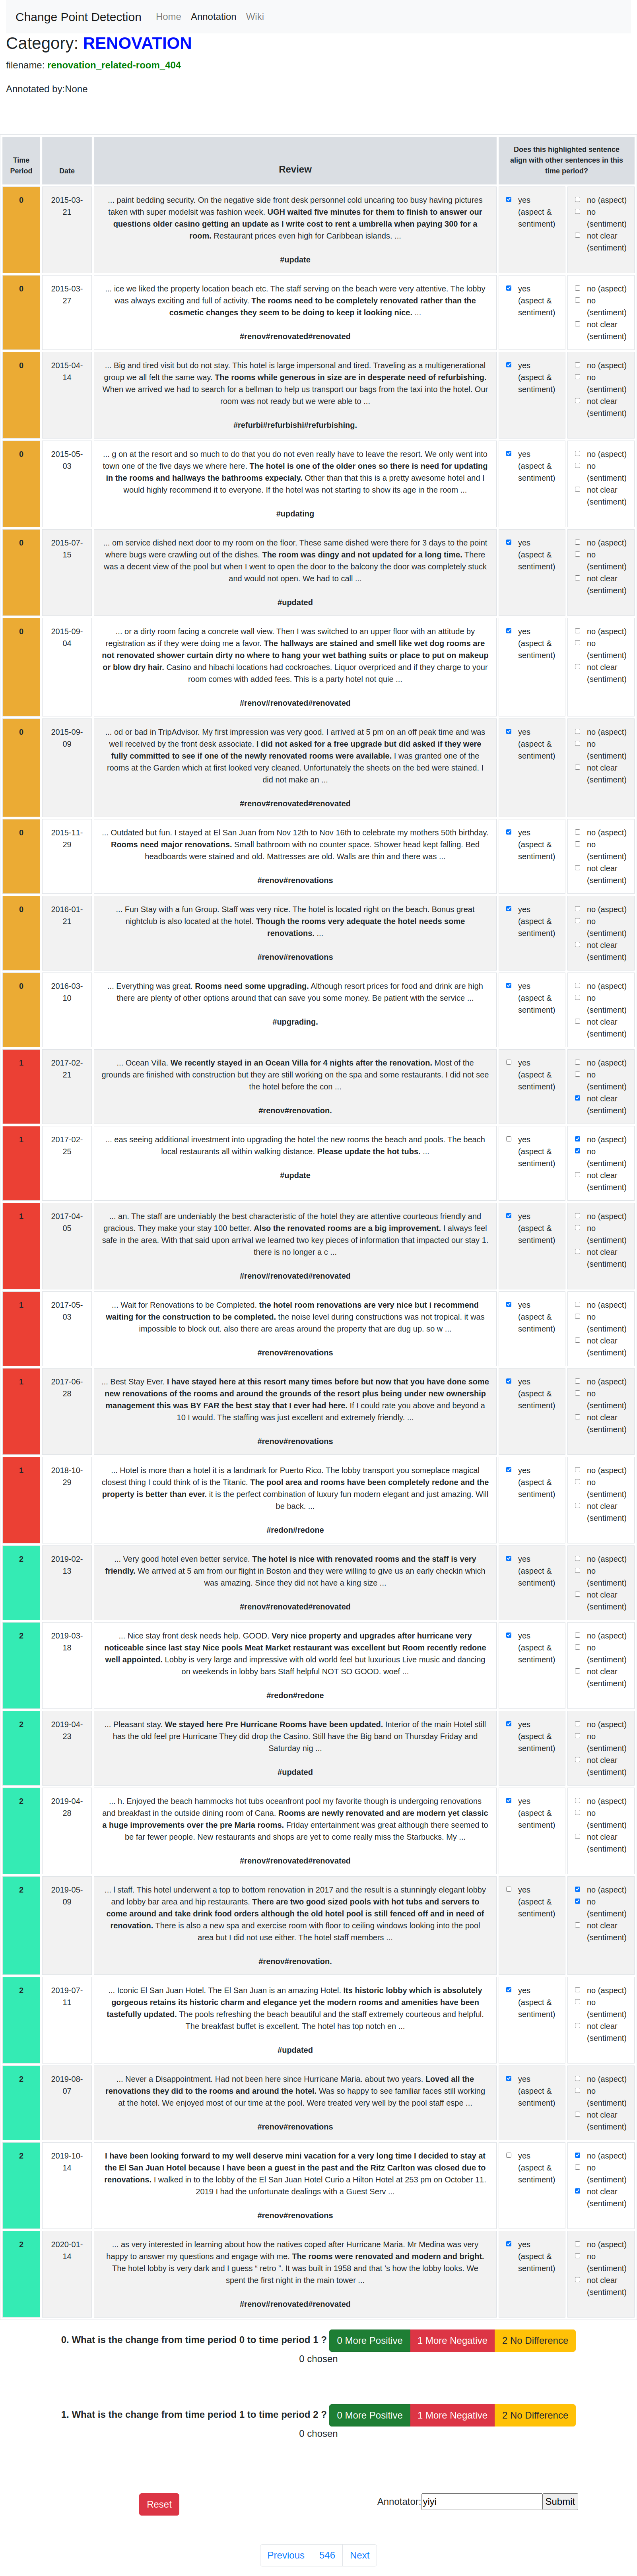 Change Point Detection Home Annotation Wiki
Category: RENOVATION
filename: renovation_related-room_404
Annotated by:None
Time Period Date Review Does this highlighted sentence align with other sentences in this time period?
0 2015-03-21
... paint bedding security. On the negative side front desk personnel cold uncaring too busy having pictures
taken with super modelsit was fashion week. UGH waited five minutes for them to finish to answer our
questions older casino getting an update as I write cost to rent a umbrella when paying 300 for a
room. Restaurant prices even high for Caribbean islands. ...
#update
yes (aspect & sentiment)
no (aspect)
no (sentiment)
not clear (sentiment)
0 2015-03-27
... ice we liked the property location beach etc. The staff serving on the beach were very attentive. The lobby
was always exciting and full of activity. The rooms need to be completely renovated rather than the
cosmetic changes they seem to be doing to keep it looking nice. ...
#renov#renovated#renovated
yes (aspect & sentiment)
no (aspect)
no (sentiment)
not clear (sentiment)
0 2015-04-14
... Big and tired visit but do not stay. This hotel is large impersonal and tired. Traveling as a multigenerational
group we all felt the same way. The rooms while generous in size are in desperate need of refurbishing.
When we arrived we had to search for a bellman to help us transport our bags from the taxi into the hotel. Our
room was not ready but we were able to ...
#refurbi#refurbishi#refurbishing.
yes (aspect & sentiment)
no (aspect)
no (sentiment)
not clear (sentiment)
0 2015-05-03
... g on at the resort and so much to do that you do not even really have to leave the resort. We only went into
town one of the five days we where here. The hotel is one of the older ones so there is need for updating
in the rooms and hallways the bathrooms expecialy. Other than that this is a pretty awesome hotel and I
would highly recommend it to everyone. If the hotel was not starting to show its age in the room ...
#updating
yes (aspect & sentiment)
no (aspect)
no (sentiment)
not clear (sentiment)
0 2015-07-15
... om service dished next door to my room on the floor. These same dished were there for 3 days to the point
where bugs were crawling out of the dishes. The room was dingy and not updated for a long time. There
was a decent view of the pool but when I went to open the door to the balcony the door was completely stuck
and would not open. We had to call ...
#updated
yes (aspect & sentiment)
no (aspect)
no (sentiment)
not clear (sentiment)
0 2015-09-04
... or a dirty room facing a concrete wall view. Then I was switched to an upper floor with an attitude by
registration as if they were doing me a favor. The hallways are stained and smell like wet dog rooms are
not renovated shower curtain dirty no where to hang your wet bathing suits or place to put on makeup
or blow dry hair. Casino and hibachi locations had cockroaches. Liquor overpriced and if they charge to your
room comes with added fees. This is a party hotel not quie ...
#renov#renovated#renovated
yes (aspect & sentiment)
no (aspect)
no (sentiment)
not clear (sentiment)
0 2015-09-09
... od or bad in TripAdvisor. My first impression was very good. I arrived at 5 pm on an off peak time and was
well received by the front desk associate. I did not asked for a free upgrade but did asked if they were
fully committed to see if one of the newly renovated rooms were available. I was granted one of the
rooms at the Garden which at first looked very cleaned. Unfortunately the sheets on the bed were stained. I
did not make an ...
#renov#renovated#renovated
yes (aspect & sentiment)
no (aspect)
no (sentiment)
not clear (sentiment)
0 2015-11-29
... Outdated but fun. I stayed at El San Juan from Nov 12th to Nov 16th to celebrate my mothers 50th birthday.
Rooms need major renovations. Small bathroom with no counter space. Shower head kept falling. Bed
headboards were stained and old. Mattresses are old. Walls are thin and there was ...
#renov#renovations
yes (aspect & sentiment)
no (aspect)
no (sentiment)
not clear (sentiment)
0 2016-01-21
... Fun Stay with a fun Group. Staff was very nice. The hotel is located right on the beach. Bonus great
nightclub is also located at the hotel. Though the rooms very adequate the hotel needs some
renovations. ...
#renov#renovations
yes (aspect & sentiment)
no (aspect)
no (sentiment)
not clear (sentiment)
0 2016-03-10
... Everything was great. Rooms need some upgrading. Although resort prices for food and drink are high
there are plenty of other options around that can save you some money. Be patient with the service ...
#upgrading.
yes (aspect & sentiment)
no (aspect)
no (sentiment)
not clear (sentiment)
1 2017-02-21
... Ocean Villa. We recently stayed in an Ocean Villa for 4 nights after the renovation. Most of the
grounds are finished with construction but they are still working on the spa and some restaurants. I did not see
the hotel before the con ...
#renov#renovation.
yes (aspect & sentiment)
no (aspect)
no (sentiment)
not clear (sentiment)
1 2017-02-25
... eas seeing additional investment into upgrading the hotel the new rooms the beach and pools. The beach
local restaurants all within walking distance. Please update the hot tubs. ...
#update
yes (aspect & sentiment)
no (aspect)
no (sentiment)
not clear (sentiment)
1 2017-04-05
... an. The staff are undeniably the best characteristic of the hotel they are attentive courteous friendly and
gracious. They make your stay 100 better. Also the renovated rooms are a big improvement. I always feel
safe in the area. With that said upon arrival we learned two key pieces of information that impacted our stay 1.
there is no longer a c ...
#renov#renovated#renovated
yes (aspect & sentiment)
no (aspect)
no (sentiment)
not clear (sentiment)
1 2017-05-03
... Wait for Renovations to be Completed. the hotel room renovations are very nice but i recommend
waiting for the construction to be completed. the noise level during constructions was not tropical. it was
impossible to block out. also there are areas around the property that are dug up. so w ...
#renov#renovations
yes (aspect & sentiment)
no (aspect)
no (sentiment)
not clear (sentiment)
1 2017-06-28
... Best Stay Ever. I have stayed here at this resort many times before but now that you have done some
new renovations of the rooms and around the grounds of the resort plus being under new ownership
management this was BY FAR the best stay that I ever had here. If I could rate you above and beyond a
10 I would. The staffing was just excellent and extremely friendly. ...
#renov#renovations
yes (aspect & sentiment)
no (aspect)
no (sentiment)
not clear (sentiment)
1 2018-10-29
... Hotel is more than a hotel it is a landmark for Puerto Rico. The lobby transport you someplace magical
closest thing I could think of is the Titanic. The pool area and rooms have been completely redone and the
property is better than ever. it is the perfect combination of luxury fun modern elegant and just amazing. Will
be back. ...
#redon#redone
yes (aspect & sentiment)
no (aspect)
no (sentiment)
not clear (sentiment)
2 2019-02-13
... Very good hotel even better service. The hotel is nice with renovated rooms and the staff is very
friendly. We arrived at 5 am from our flight in Boston and they were willing to give us an early checkin which
was amazing. Since they did not have a king size ...
#renov#renovated#renovated
yes (aspect & sentiment)
no (aspect)
no (sentiment)
not clear (sentiment)
2 2019-03-18
... Nice stay front desk needs help. GOOD. Very nice property and upgrades after hurricane very
noticeable since last stay Nice pools Meat Market restaurant was excellent but Room recently redone
well appointed. Lobby is very large and impressive with old world feel but luxurious Live music and dancing
on weekends in lobby bars Staff helpful NOT SO GOOD. woef ...
#redon#redone
yes (aspect & sentiment)
no (aspect)
no (sentiment)
not clear (sentiment)
2 2019-04-23
... Pleasant stay. We stayed here Pre Hurricane Rooms have been updated. Interior of the main Hotel still
has the old feel pre Hurricane They did drop the Casino. Still have the Big band on Thursday Friday and
Saturday nig ...
#updated
yes (aspect & sentiment)
no (aspect)
no (sentiment)
not clear (sentiment)
2 2019-04-28
... h. Enjoyed the beach hammocks hot tubs oceanfront pool my favorite though is undergoing renovations
and breakfast in the outside dining room of Cana. Rooms are newly renovated and are modern yet classic
a huge improvements over the pre Maria rooms. Friday entertainment was great although there seemed to
be far fewer people. New restaurants and shops are yet to come really miss the Starbucks. My ...
#renov#renovated#renovated
yes (aspect & sentiment)
no (aspect)
no (sentiment)
not clear (sentiment)
2 2019-05-09
... l staff. This hotel underwent a top to bottom renovation in 2017 and the result is a stunningly elegant lobby
and lobby bar area and hip restaurants. There are two good sized pools with hot tubs and servers to
come around and take drink food orders although the old hotel pool is still fenced off and in need of
renovation. There is also a new spa and exercise room with floor to ceiling windows looking into the pool
area but I did not use either. The hotel staff members ...
#renov#renovation.
yes (aspect & sentiment)
no (aspect)
no (sentiment)
not clear (sentiment)
2 2019-07-11
... Iconic El San Juan Hotel. The El San Juan is an amazing Hotel. Its historic lobby which is absolutely
gorgeous retains its historic charm and elegance yet the modern rooms and amenities have been
tastefully updated. The pools refreshing the beach beautiful and the staff extremely courteous and helpful.
The breakfast buffet is excellent. The hotel has top notch en ...
#updated
yes (aspect & sentiment)
no (aspect)
no (sentiment)
not clear (sentiment)
2 2019-08-07
... Never a Disappointment. Had not been here since Hurricane Maria. about two years. Loved all the
renovations they did to the rooms and around the hotel. Was so happy to see familiar faces still working
at the hotel. We enjoyed most of our time at the pool. Were treated very well by the pool staff espe ...
#renov#renovations
yes (aspect & sentiment)
no (aspect)
no (sentiment)
not clear (sentiment)
2 2019-10-14
I have been looking forward to my well deserve mini vacation for a very long time I decided to stay at
the El San Juan Hotel because I have been a guest in the past and the Ritz Carlton was closed due to
renovations. I walked in to the lobby of the El San Juan Hotel Curio a Hilton Hotel at 253 pm on October 11.
2019 I had the unfortunate dealings with a Guest Serv ...
#renov#renovations
yes (aspect & sentiment)
no (aspect)
no (sentiment)
not clear (sentiment)
2 2020-01-14
... as very interested in learning about how the natives coped after Hurricane Maria. Mr Medina was very
happy to answer my questions and engage with me. The rooms were renovated and modern and bright.
The hotel lobby is very dark and I guess “ retro ”. It was built in 1958 and that ’s how the lobby looks. We
spent the first night in the main tower ...
#renov#renovated#renovated
yes (aspect & sentiment)
no (aspect)
no (sentiment)
not clear (sentiment)
0. What is the change from time period 0 to time period 1 ? 0 More Positive 1 More Negative 2 No Difference
0 chosen
1. What is the change from time period 1 to time period 2 ? 0 More Positive 1 More Negative 2 No Difference
0 chosen
Reset Annotator: yiyi Submit
Previous 546 Next